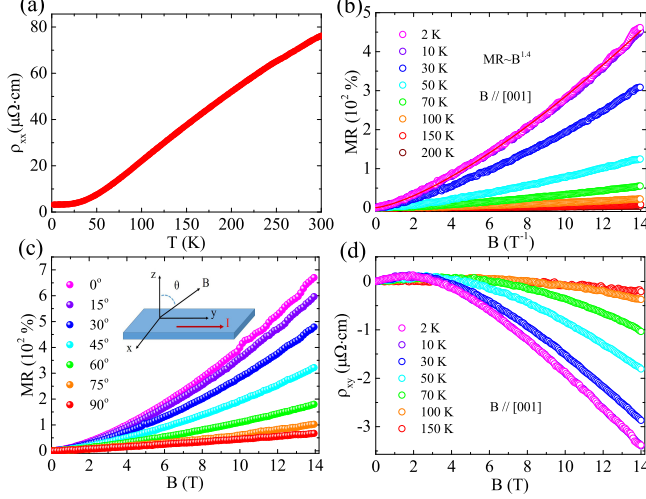 (a)
80
60
40
20
0
ρxx(μΩ·cm)
0 50 100 150 200 250 300
T (K)
(b)
5
4
3
2
1
0
MR (10² %)
2 K
10 K
30 K
50 K
70 K
100 K
150 K
200 K
MR~B^1.4
B // [001]
0 2 4 6 8 10 12 14
B (T⁻¹)
(c)
7
6
5
4
3
2
1
0
MR (10² %)
0°
15°
30°
45°
60°
75°
90°
z
θ
B
y
I
x
0 2 4 6 8 10 12 14
B (T)
(d)
0
-1
-2
-3
ρxy (μΩ·cm)
2 K
10 K
30 K
50 K
70 K
100 K
150 K
B // [001]
0 2 4 6 8 10 12 14
B (T)